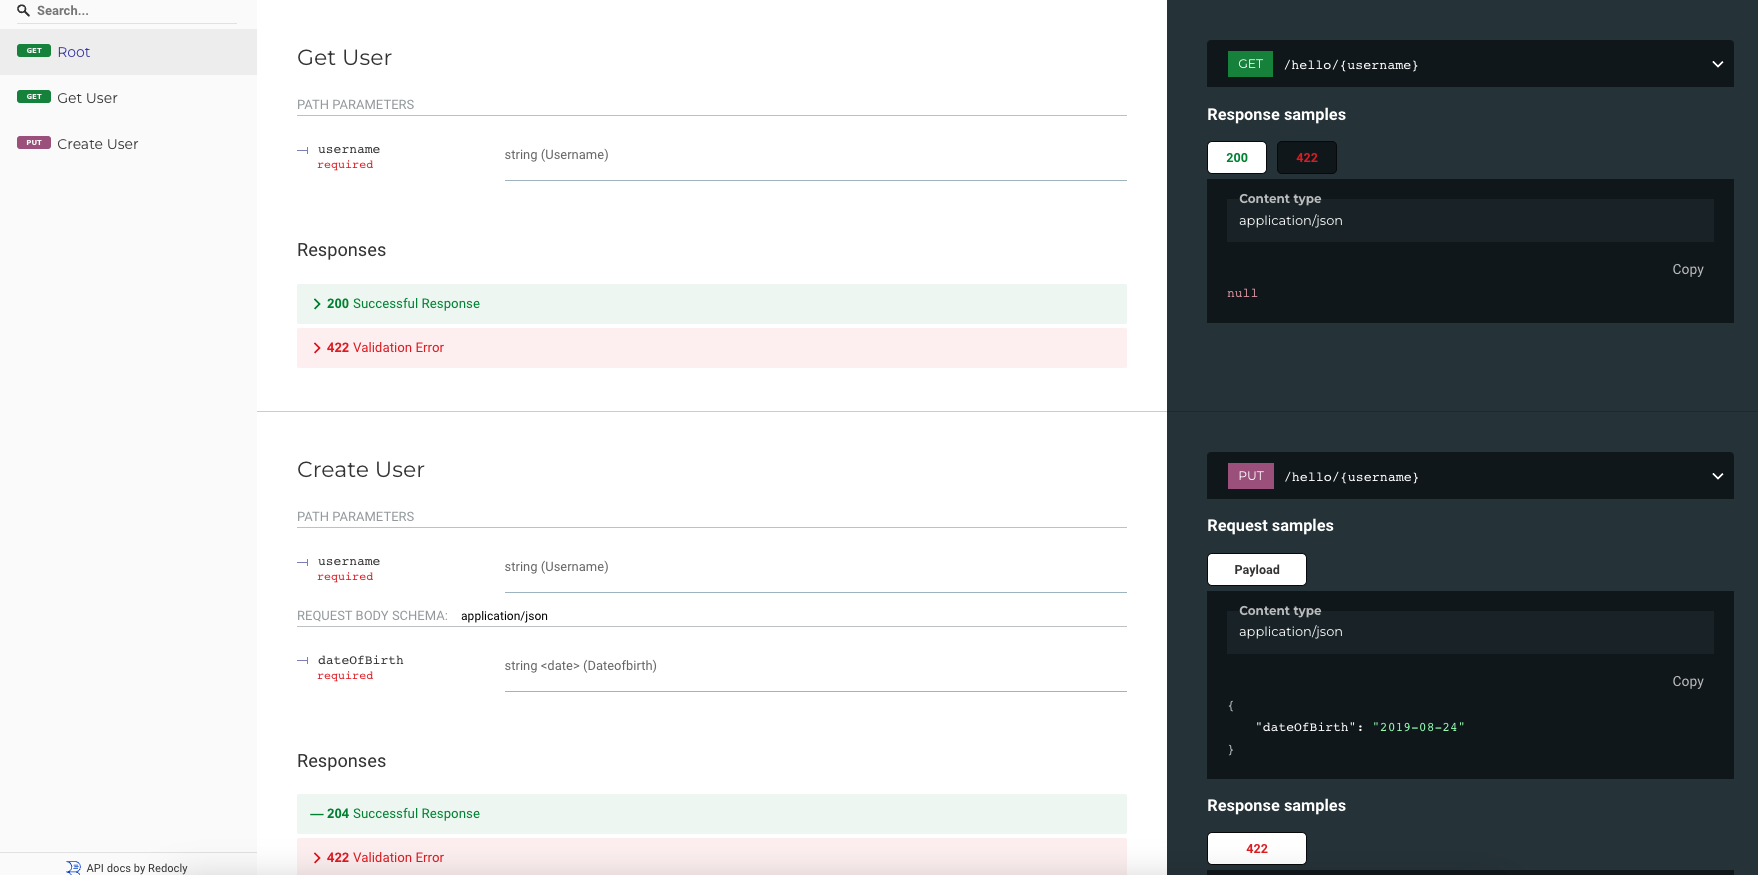 Search...
GET Root
GET Get User
PUT Create User
API docs by Redocly
Get User
PATH PARAMETERS
username
required
string (Username)
Responses
200 Successful Response
422 Validation Error
GET /hello/{username}
Response samples
200 422
Content type
application/json
Copy
null
Create User
PATH PARAMETERS
username
required
string (Username)
REQUEST BODY SCHEMA: application/json
dateOfBirth
required
string <date> (Dateofbirth)
Responses
204 Successful Response
422 Validation Error
PUT /hello/{username}
Request samples
Payload
Content type
application/json
Copy
{
"dateOfBirth": "2019-08-24"
}
Response samples
422